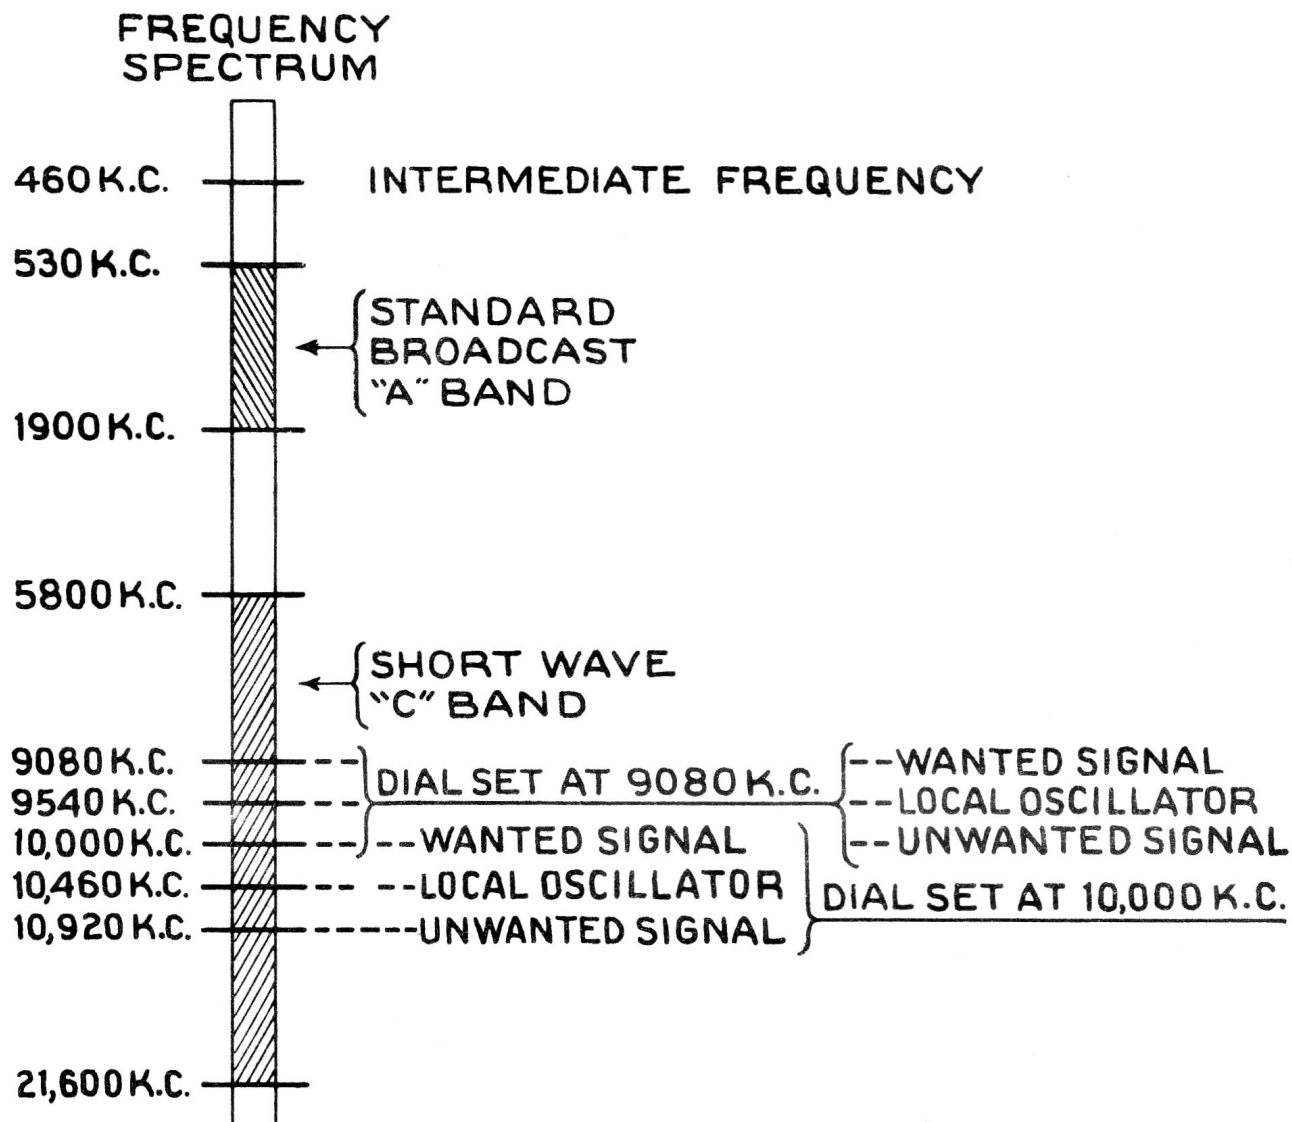 FREQUENCY
SPECTRUM
460 K.C.
INTERMEDIATE FREQUENCY
530 K.C.
STANDARD
BROADCAST
"A" BAND
1900 K.C.
5800 K.C.
SHORT WAVE
"C" BAND
9080 K.C.
9540 K.C.
10,000 K.C.
10,460 K.C.
10,920 K.C.
DIAL SET AT 9080 K.C.
WANTED SIGNAL
LOCAL OSCILLATOR
UNWANTED SIGNAL
WANTED SIGNAL
LOCAL OSCILLATOR
UNWANTED SIGNAL
DIAL SET AT 10,000 K.C.
21,600 K.C.